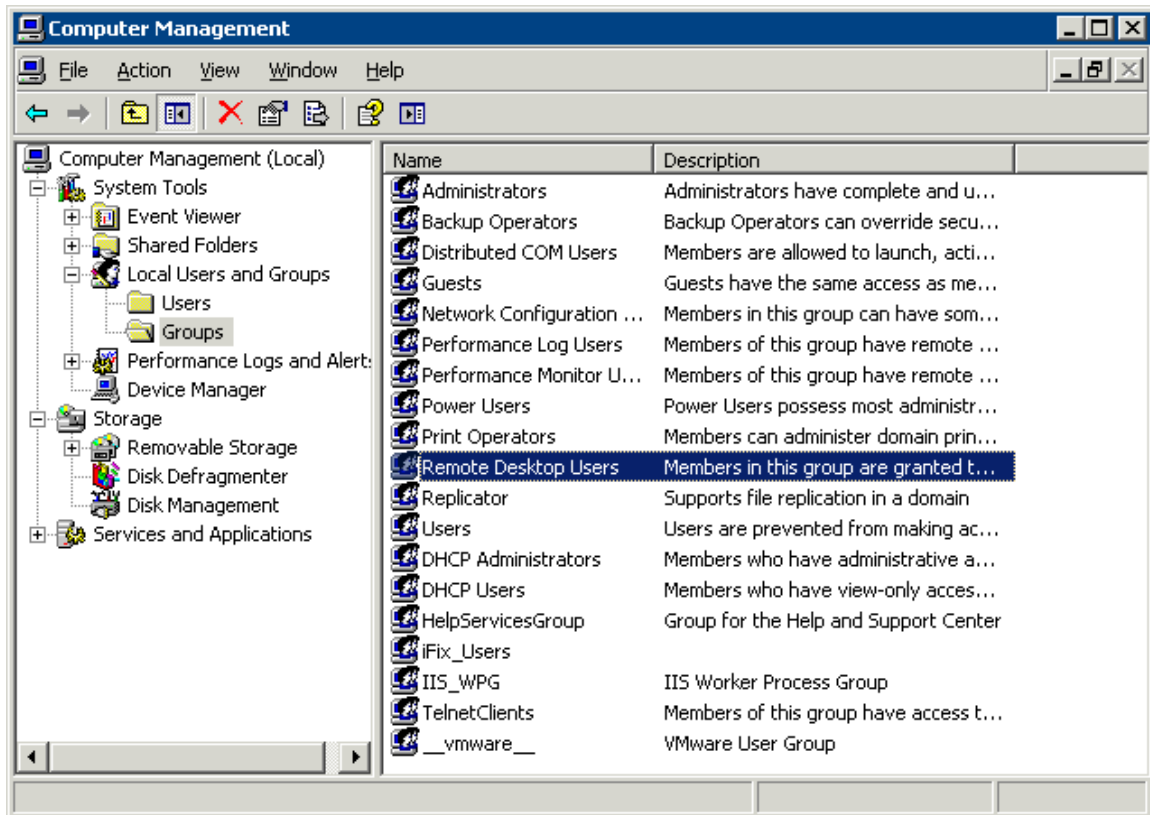 Computer Management
File Action View Window Help
Computer Management (Local)
System Tools
Event Viewer
Shared Folders
Local Users and Groups
Users
Groups
Performance Logs and Alert
Device Manager
Storage
Removable Storage
Disk Defragmenter
Disk Management
Services and Applications
Name Description
Administrators Administrators have complete and u...
Backup Operators Backup Operators can override secu...
Distributed COM Users Members are allowed to launch, acti...
Guests Guests have the same access as me...
Network Configuration ... Members in this group can have som...
Performance Log Users Members of this group have remote ...
Performance Monitor U... Members of this group have remote ...
Power Users Power Users possess most administr...
Print Operators Members can administer domain prin...
Remote Desktop Users Members in this group are granted t...
Replicator Supports file replication in a domain
Users Users are prevented from making ac...
DHCP Administrators Members who have administrative a...
DHCP Users Members who have view-only acces...
HelpServicesGroup Group for the Help and Support Center
iFix_Users
IIS_WPG IIS Worker Process Group
TelnetClients Members of this group have access t...
__vmware__ VMware User Group